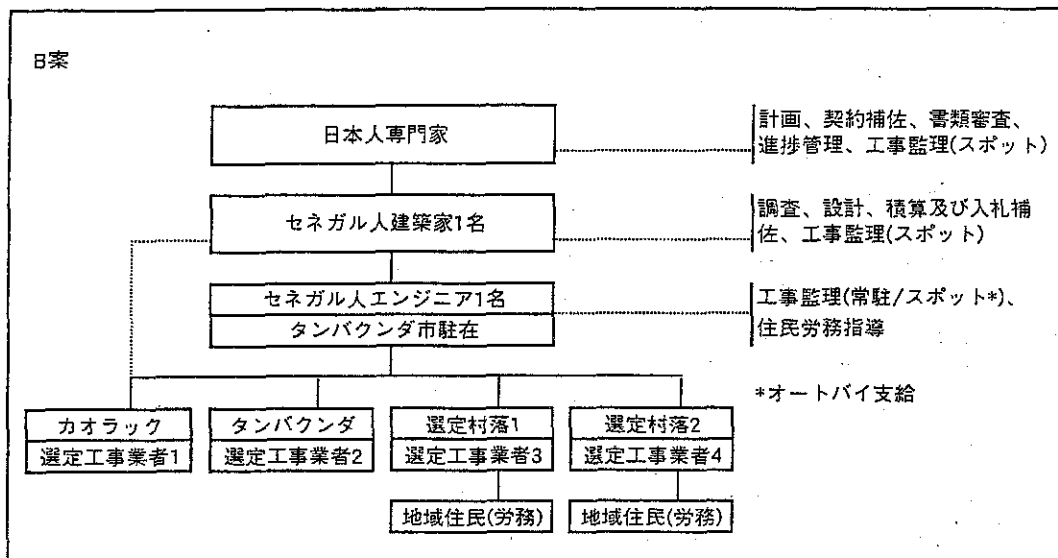 B案
日本人専門家
計画、契約補佐、書類審査、
進捗管理、工事監理(スポット)
セネガル人建築家1名
調査、設計、積算及び入札補
佐、工事監理(スポット)
セネガル人エンジニア1名
タンバクンダ市駐在
工事監理(常駐/スポット*)、
住民労務指導
*オートバイ支給
カオラック
選定工事業者1
タンバクンダ
選定工事業者2
選定村落1
選定工事業者3
選定村落2
選定工事業者4
地域住民(労務)
地域住民(労務)